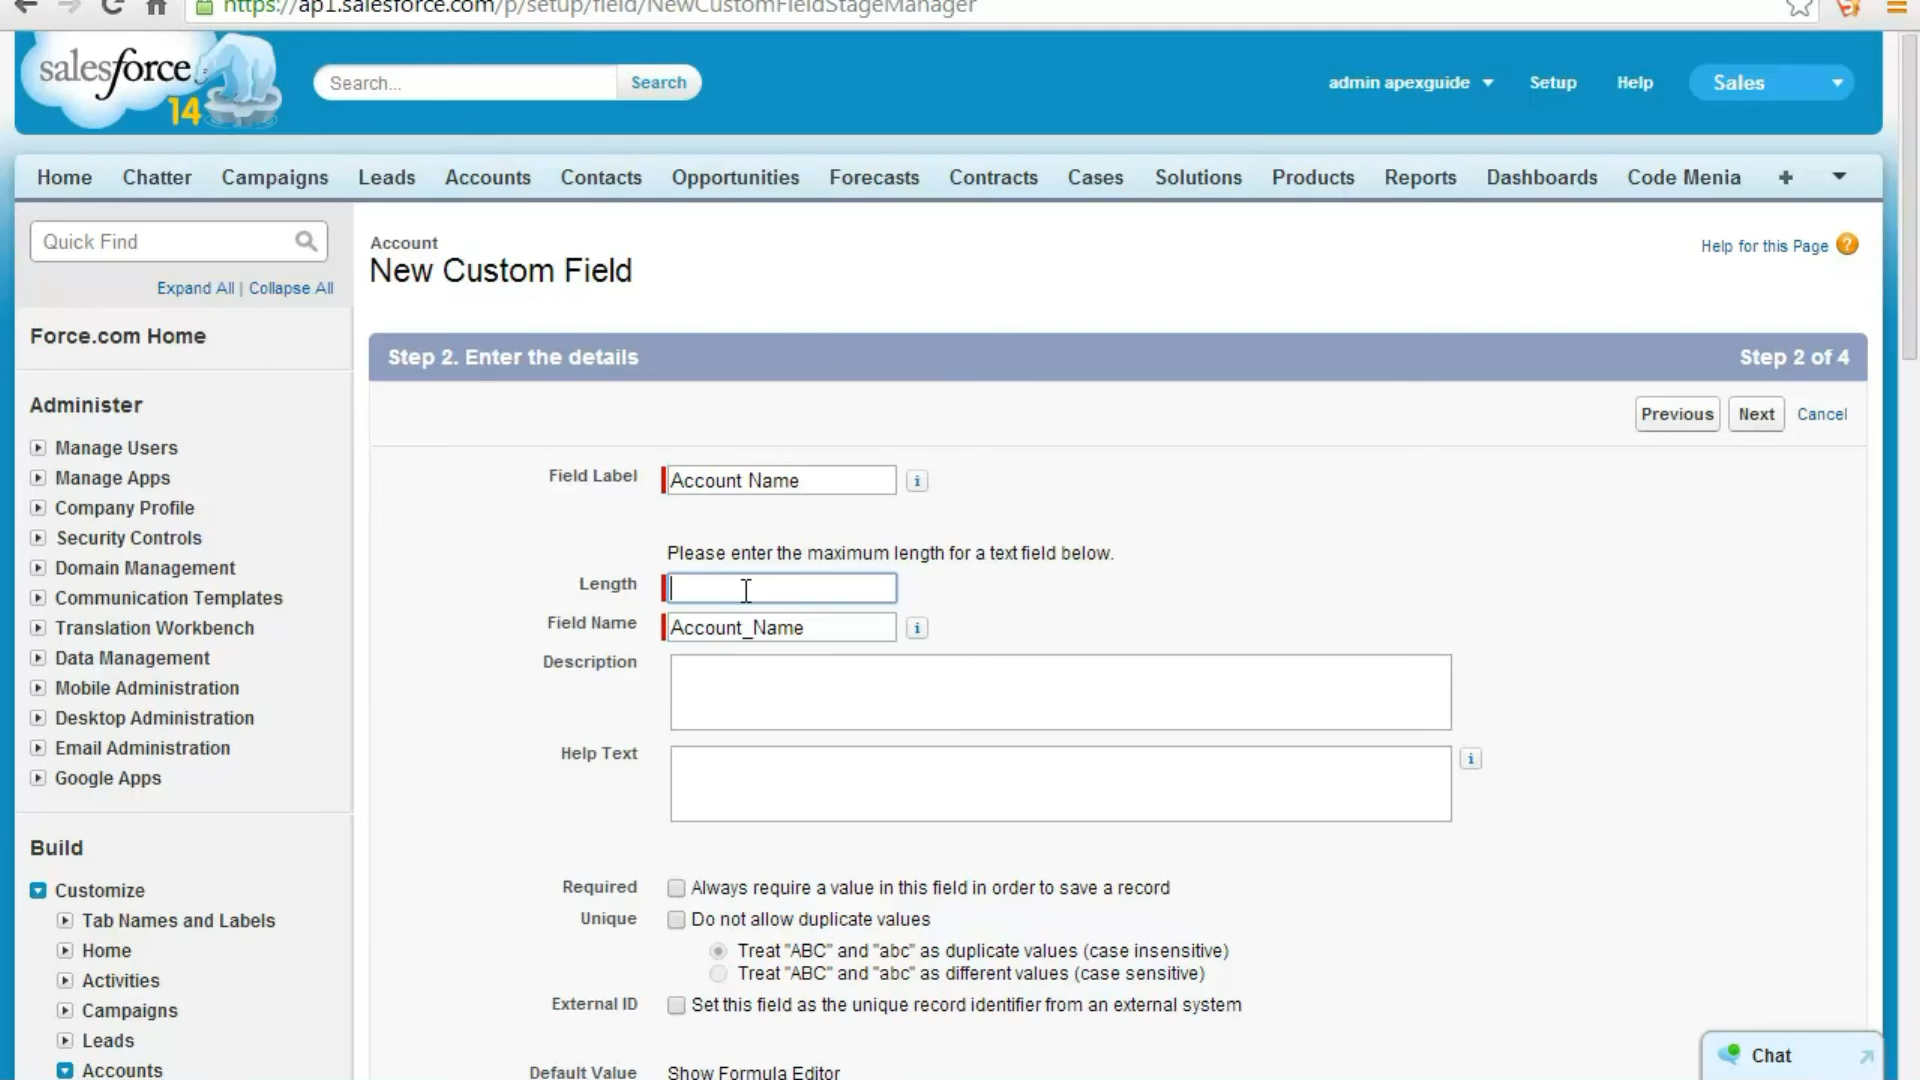 https://ap1.salesforce.com/p/setup/field/NewCustomFieldStageManager
salesforce
14
Search...
Search
admin apexguide
Setup
Help
Sales
Home
Chatter
Campaigns
Leads
Accounts
Contacts
Opportunities
Forecasts
Contracts
Cases
Solutions
Products
Reports
Dashboards
Code Menia
+
Quick Find
Expand All | Collapse All
Force.com Home
Administer
Manage Users
Manage Apps
Company Profile
Security Controls
Domain Management
Communication Templates
Translation Workbench
Data Management
Mobile Administration
Desktop Administration
Email Administration
Google Apps
Build
Customize
Tab Names and Labels
Home
Activities
Campaigns
Leads
Accounts
Account
New Custom Field
Help for this Page ?
Step 2. Enter the details
Step 2 of 4
Previous
Next
Cancel
Field Label
Account Name
i
Please enter the maximum length for a text field below.
Length
Field Name
Account_Name
i
Description
Help Text
i
Required
Always require a value in this field in order to save a record
Unique
Do not allow duplicate values
Treat "ABC" and "abc" as duplicate values (case insensitive)
Treat "ABC" and "abc" as different values (case sensitive)
External ID
Set this field as the unique record identifier from an external system
Default Value
Show Formula Editor
Chat